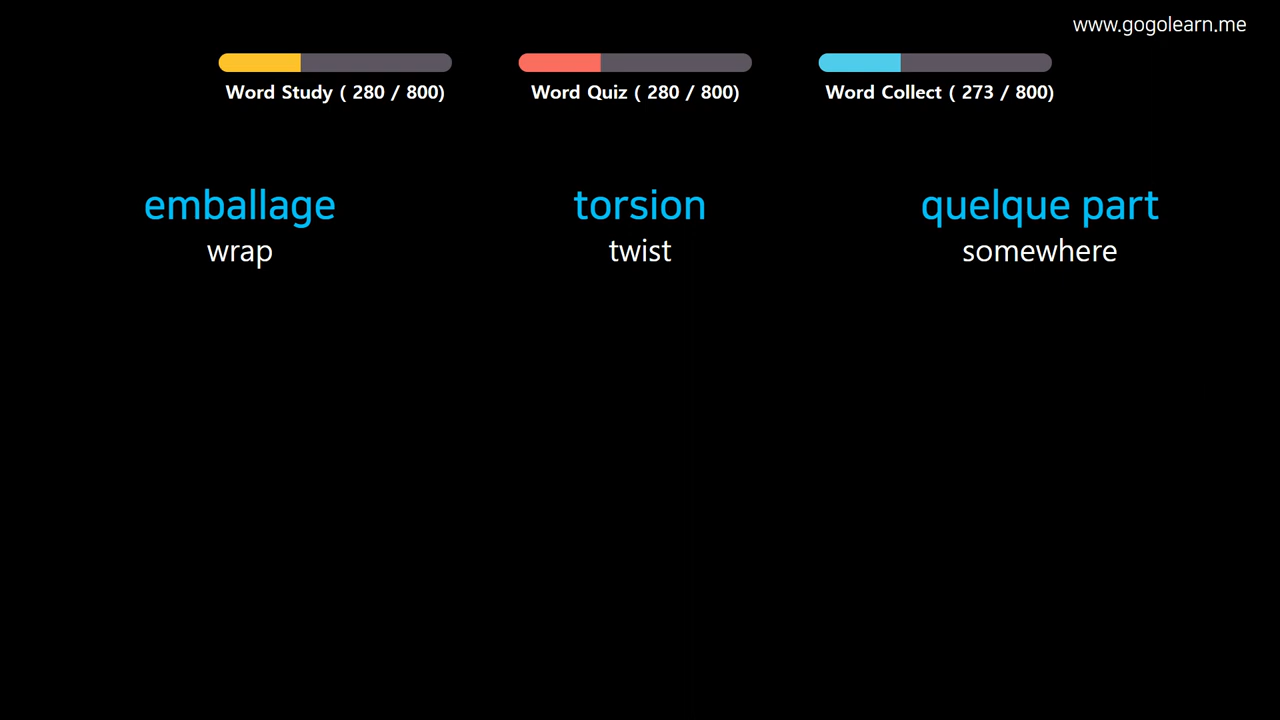 www.gogolearn.me
Word Study ( 280 / 800)
Word Quiz ( 280 / 800)
Word Collect ( 273 / 800)
emballage
wrap
torsion
twist
quelque part
somewhere